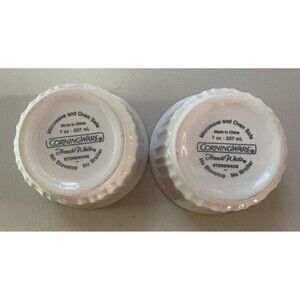 Microwave and Oven Safe
Made in China
7 oz - 207 mL
CORNINGWARE®
French White®
STONEWARE
No Stovetop No Broiler
Microwave and Oven Safe
Made in China
7 oz - 207 mL
CORNINGWARE®
French White®
STONEWARE
No Stovetop No Broiler